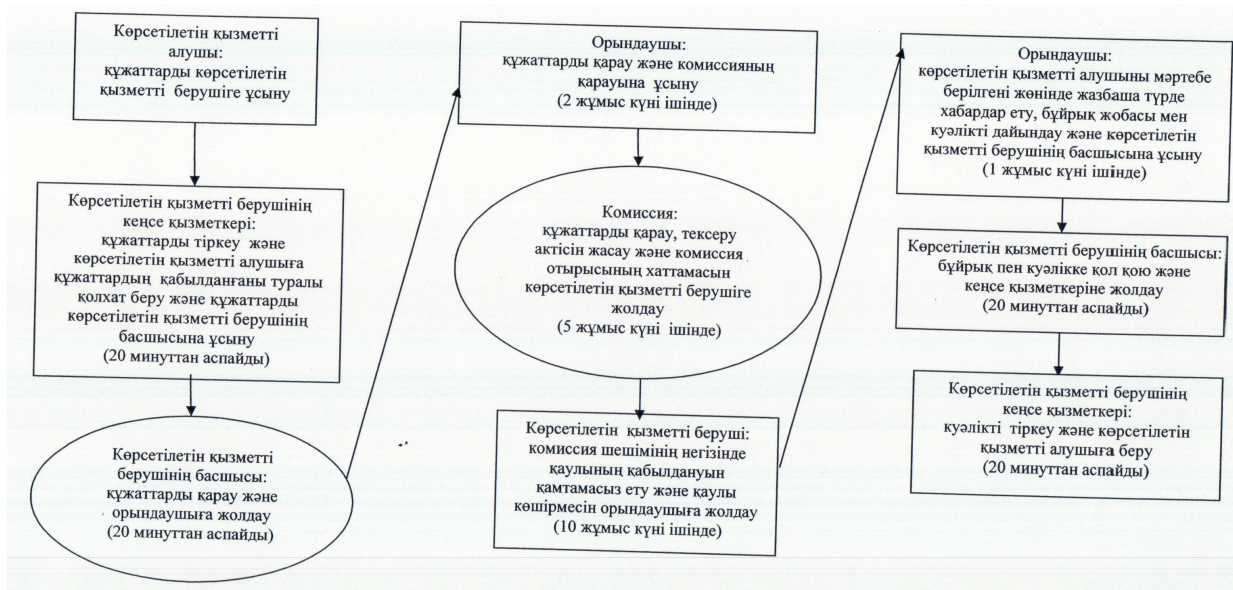 Көрсетілетін қызметті
алушы:
құжаттарды көрсетілетін
қызметті берушіге ұсыну
Көрсетілетін қызметті берушінің
кеңсе қызметкері:
құжаттарды тіркеу және
көрсетілетін қызметті алушыға
құжаттардың қабылданғаны туралы
қолхат беру және құжаттарды
көрсетілетін қызметті берушінің
басшысына ұсыну
(20 минуттан аспайды)
Көрсетілетін қызметті
берушінің басшысы:
құжаттарды қарау және
орындаушыға жолдау
(20 минуттан аспайды)
Орындаушы:
құжаттарды қарау және комиссияның
қарауына ұсыну
(2 жұмыс күні ішінде)
Комиссия:
құжаттарды қарау, тексеру
актісін жасау және комиссия
отырысының хаттамасын
көрсетілетін қызметті берушіге
жолдау
(5 жұмыс күні ішінде)
Көрсетілетін қызметті беруші:
комиссия шешімінің негізінде
қаулының қабылдануын
қамтамасыз ету және қаулы
көшірмесін орындаушыға жолдау
(10 жұмыс күні ішінде)
Орындаушы:
көрсетілетін қызметті алушыны мәртебе
берілгені жөнінде жазбаша түрде
хабардар ету, бұйрық жобасы мен
куәлікті дайындау және көрсетілетін
қызметті берушінің басшысына ұсыну
(1 жұмыс күні ішінде)
Көрсетілетін қызметті берушінің басшысы:
бұйрық пен куәлікке қол қою және
кеңсе қызметкеріне жолдау
(20 минуттан аспайды)
Көрсетілетін қызметті берушінің
кеңсе қызметкері:
куәлікті тіркеу және көрсетілетін
қызметті алушыға беру
(20 минуттан аспайды)